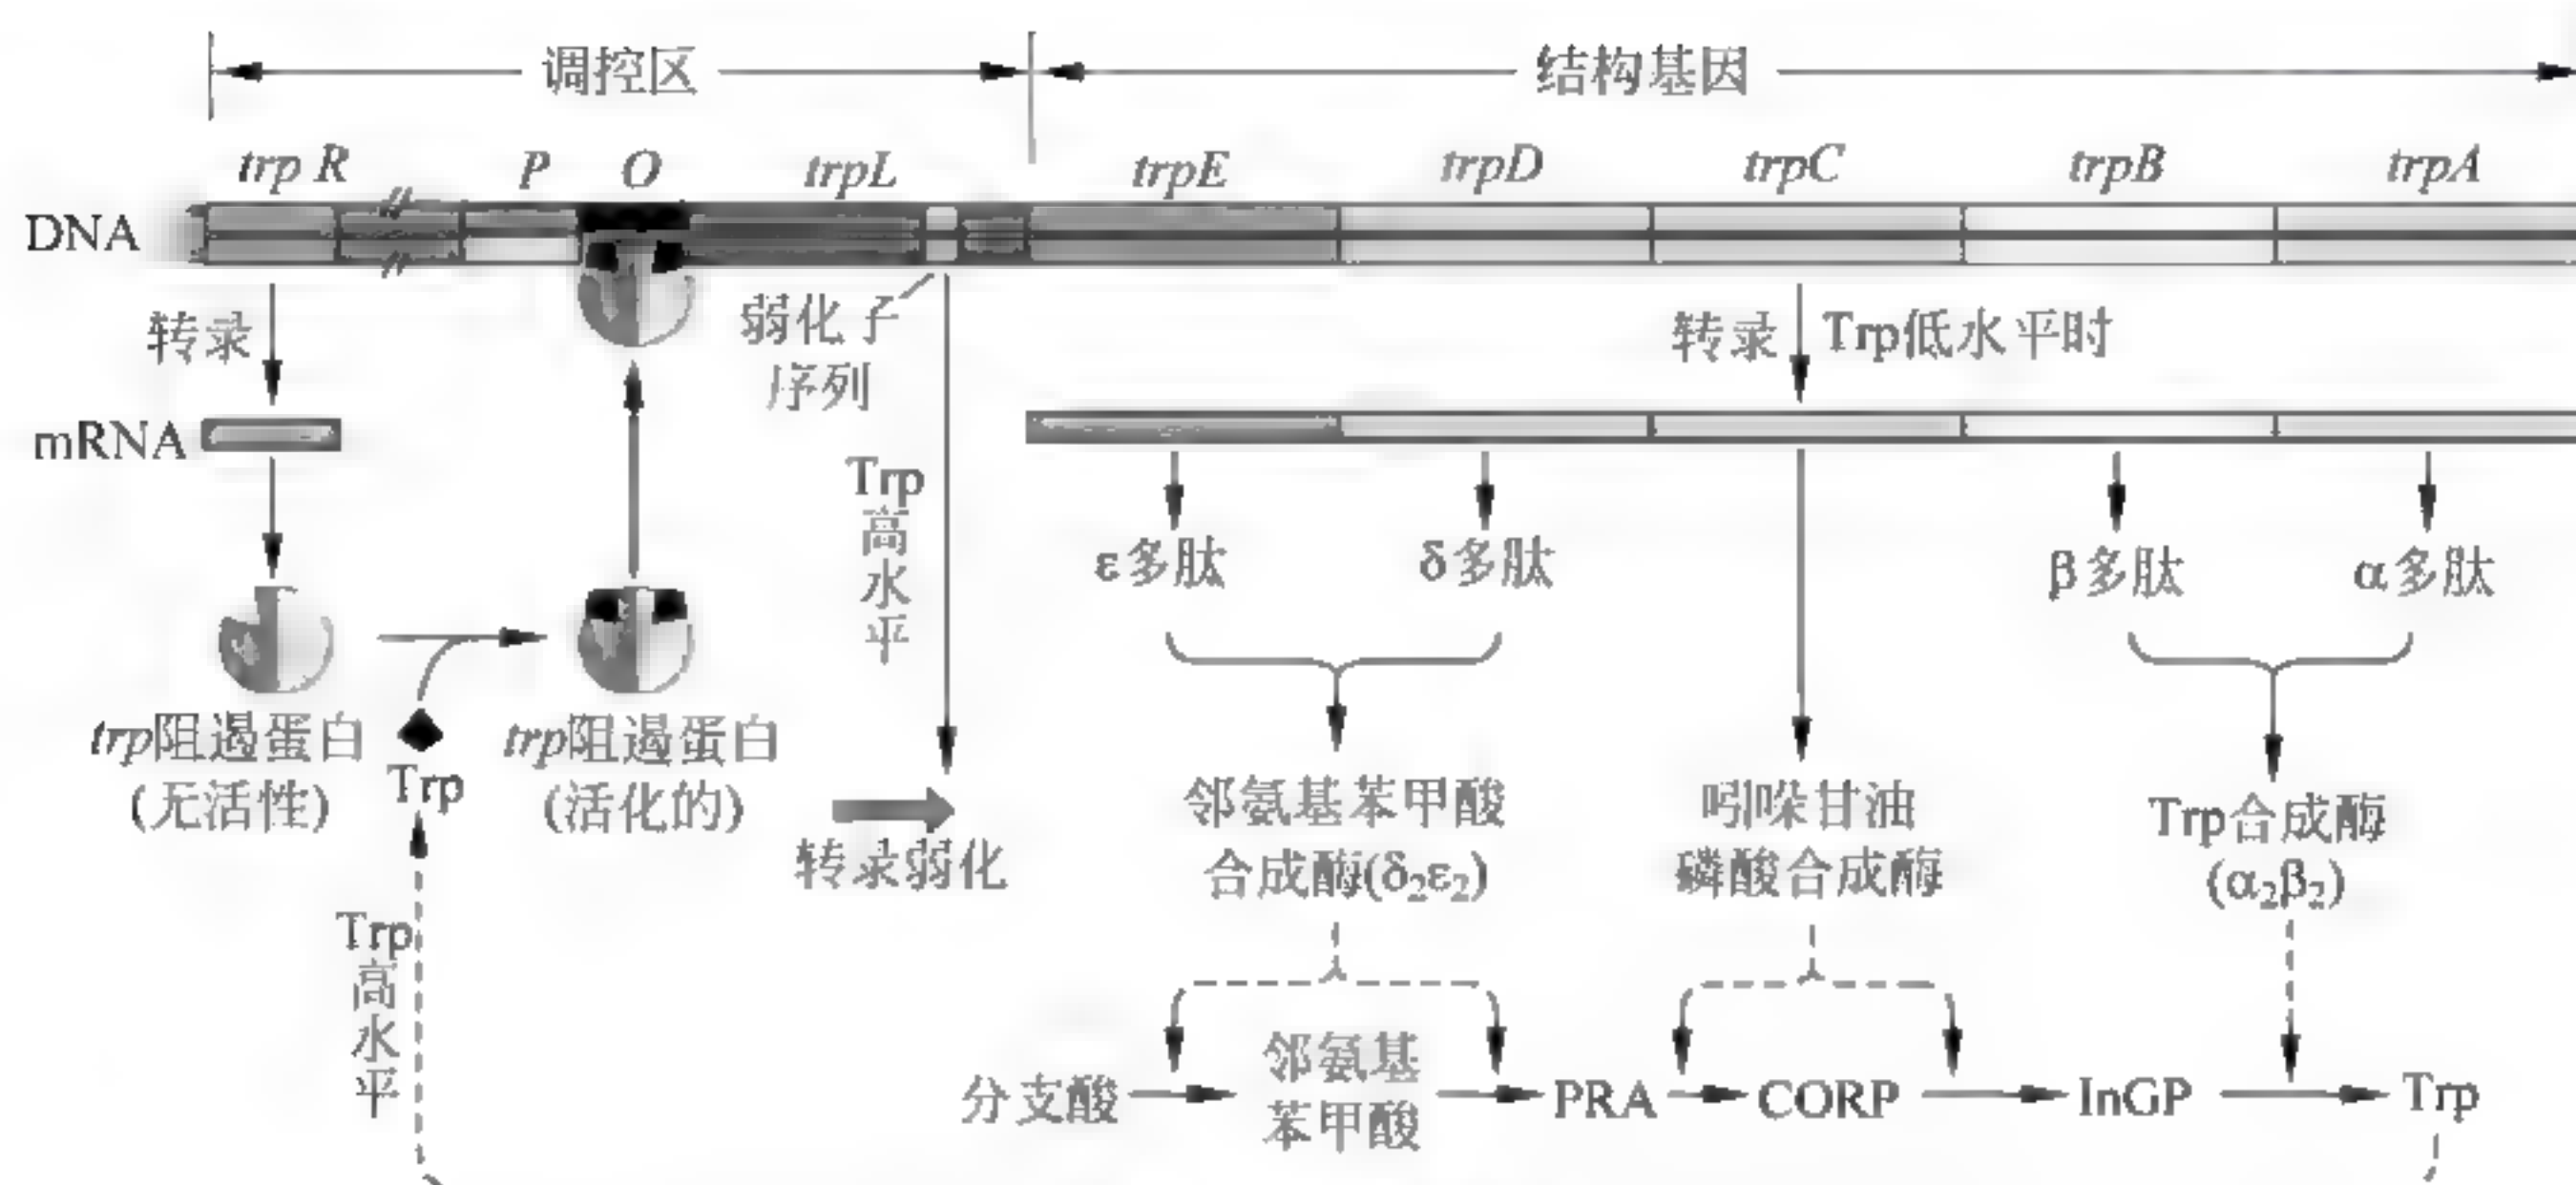 调控区 结构基因
trp R P O trpL trpE trpD trpC trpB trpA
DNA
转录 弱化子 转录 Trp低水平时
序列
mRNA
Trp高水平
ε多肽 δ多肽 β多肽 α多肽
trp阻遏蛋白 trp阻遏蛋白
(无活性) Trp (活化的)
邻氨基苯甲酸 吲哚甘油 Trp合成酶
转录弱化 合成酶(δ₂ε₂) 磷酸合成酶 (α₂β₂)
Trp高水平
分支酸 邻氨基 PRA CORP InGP Trp
苯甲酸